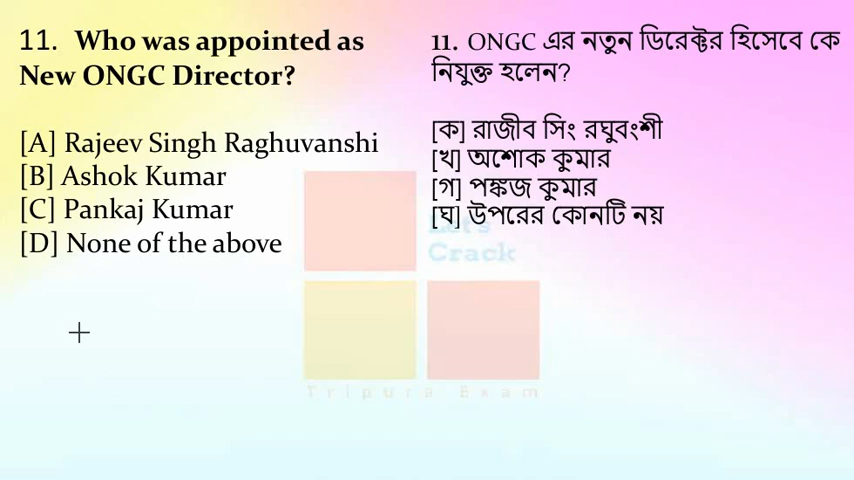 11. Who was appointed as
New ONGC Director?
[A] Rajeev Singh Raghuvanshi
[B] Ashok Kumar
[C] Pankaj Kumar
[D] None of the above
11. ONGC এর নতুন ডিরেক্টর হিসেবে কে
নিযুক্ত হলেন?
[ক] রাজীব সিং রঘুবংশী
[খ] অশোক কুমার
[গ] পঙ্কজ কুমার
[ঘ] উপরের কোনটি নয়
Let's
Crack
Tripura Exam